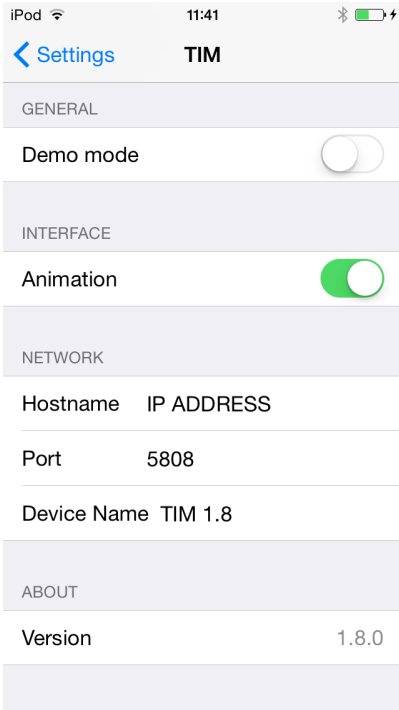 iPod 11:41
Settings TIM
GENERAL
Demo mode
INTERFACE
Animation
NETWORK
Hostname IP ADDRESS
Port 5808
Device Name TIM 1.8
ABOUT
Version 1.8.0